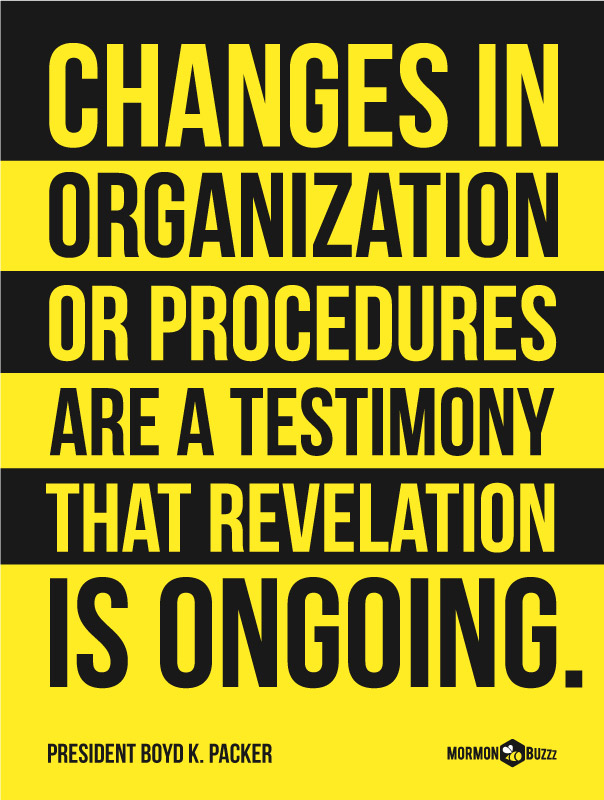 CHANGES IN
ORGANIZATION
OR PROCEDURES
ARE A TESTIMONY
THAT REVELATION
IS ONGOING.
PRESIDENT BOYD K. PACKER
MORMON BUZZZ